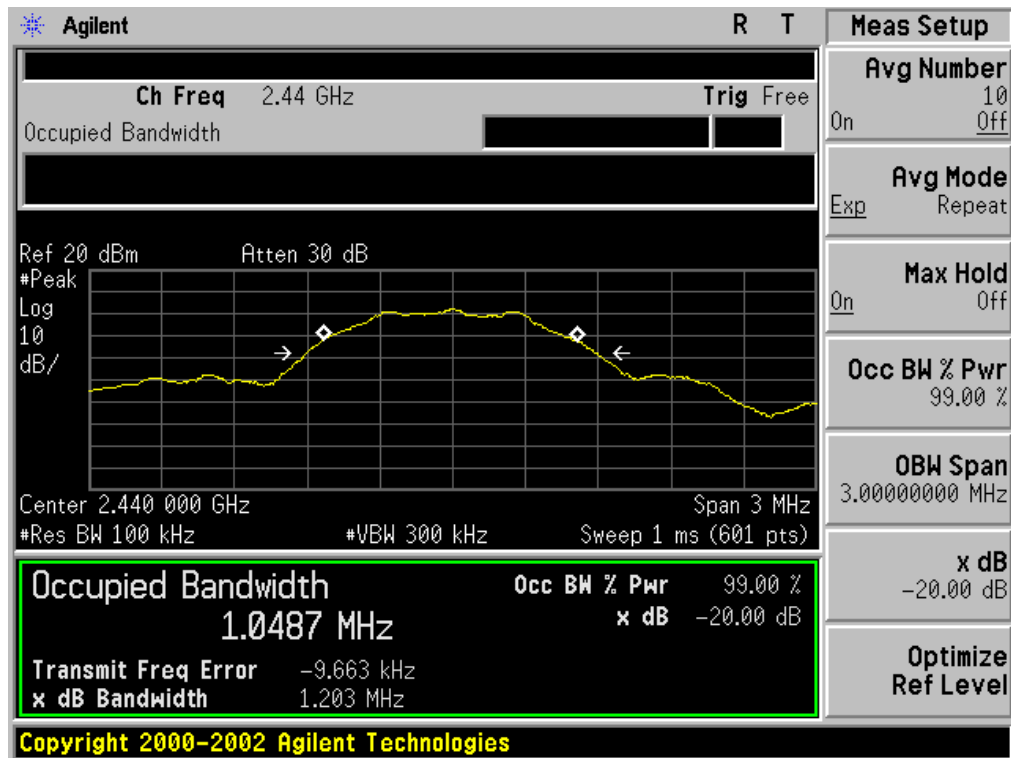 Agilent R T Meas Setup
Ch Freq 2.44 GHz Trig Free
Occupied Bandwidth
Ref 20 dBm Atten 30 dB
#Peak
Log
10
dB/
Center 2.440 000 GHz Span 3 MHz
#Res BW 100 kHz #VBW 300 kHz Sweep 1 ms (601 pts)
Occupied Bandwidth Occ BW % Pwr 99.00 %
1.0487 MHz x dB -20.00 dB
Transmit Freq Error -9.663 kHz
x dB Bandwidth 1.203 MHz
Avg Number
10
On Off
Avg Mode
Exp Repeat
Max Hold
On Off
Occ BW % Pwr
99.00 %
OBW Span
3.00000000 MHz
x dB
-20.00 dB
Optimize
Ref Level
Copyright 2000-2002 Agilent Technologies